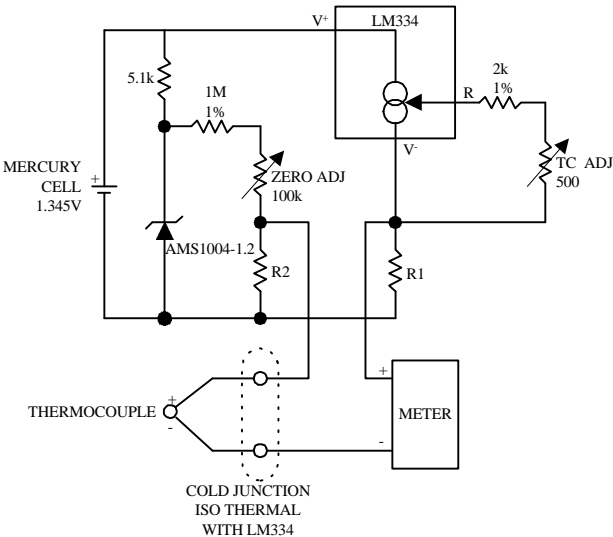 V+
LM334
5.1k
1M
1%
R
2k
1%
V-
MERCURY
CELL
1.345V
+
ZERO ADJ
100k
TC ADJ
500
AMS1004-1.2
R2
R1
THERMOCOUPLE
+
-
+
-
METER
COLD JUNCTION
ISO THERMAL
WITH LM334